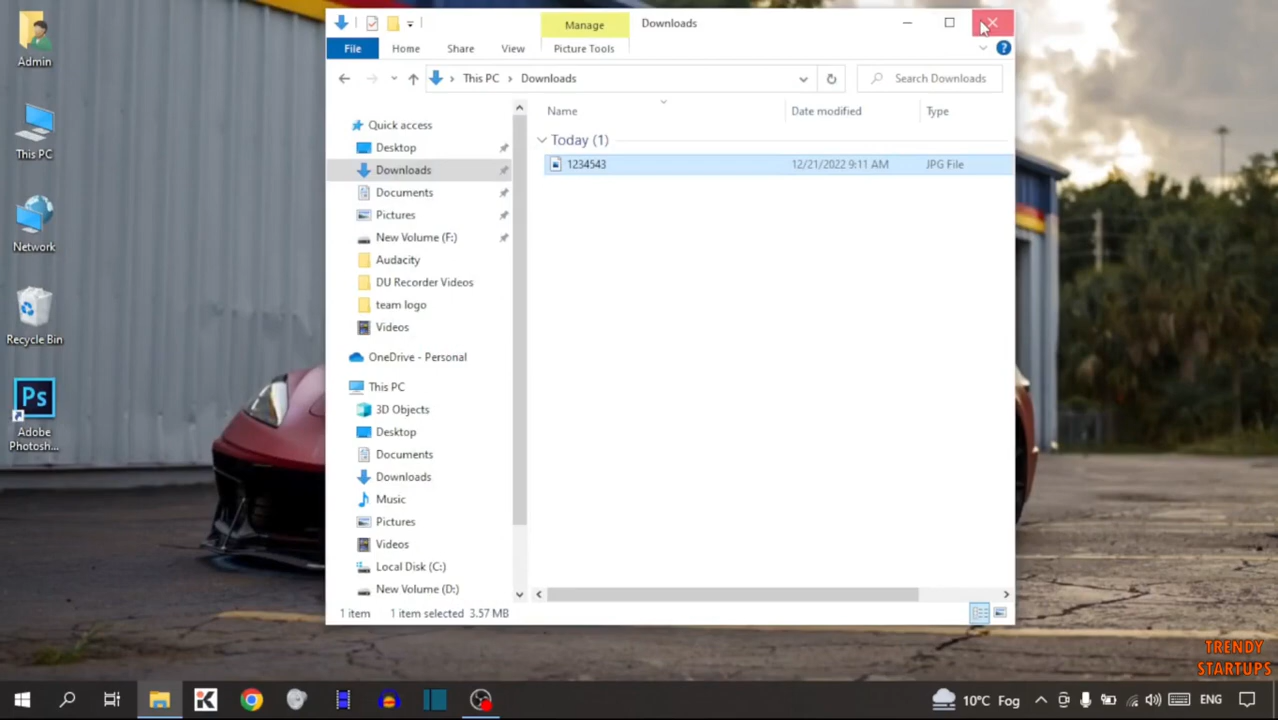 Admin
This PC
Network
Recycle Bin
Ps
Adobe
Photosh...
Manage
Downloads
File
Home
Share
View
Picture Tools
?
This PC > Downloads
Search Downloads
Name
Date modified
Type
Today (1)
1234543
12/21/2022 9:11 AM
JPG File
Quick access
Desktop
Downloads
Documents
Pictures
New Volume (F:)
Audacity
DU Recorder Videos
team logo
Videos
OneDrive - Personal
This PC
3D Objects
Desktop
Documents
Downloads
Music
Pictures
Videos
Local Disk (C:)
New Volume (D:)
1 item
1 item selected 3.57 MB
TRENDY
STARTUPS
K
10°C Fog
ENG